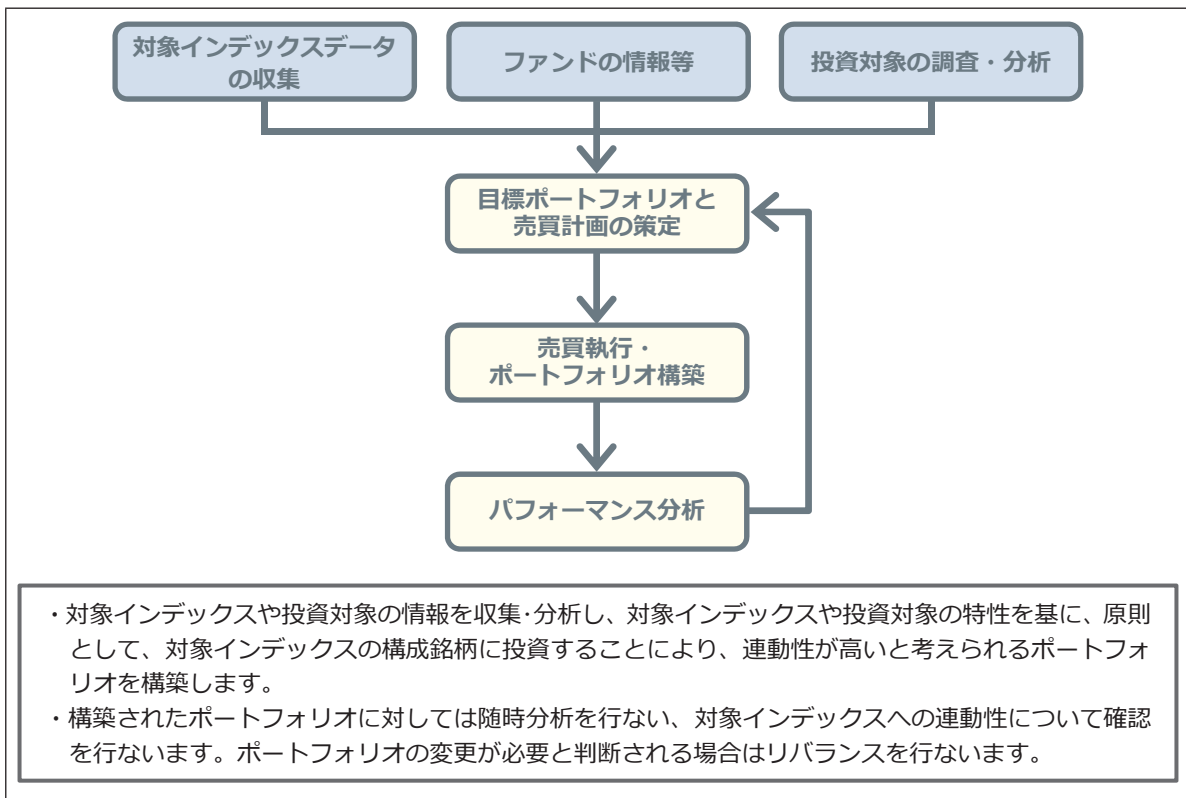 対象インデックスデータ
の収集
ファンドの情報等
投資対象の調査・分析
目標ポートフォリオと
売買計画の策定
売買執行・
ポートフォリオ構築
パフォーマンス分析
・対象インデックスや投資対象の情報を収集・分析し、対象インデックスや投資対象の特性を基に、原則
として、対象インデックスの構成銘柄に投資することにより、連動性が高いと考えられるポートフォ
リオを構築します。
・構築されたポートフォリオに対しては随時分析を行ない、対象インデックスへの連動性について確認
を行ないます。ポートフォリオの変更が必要と判断される場合はリバランスを行ないます。